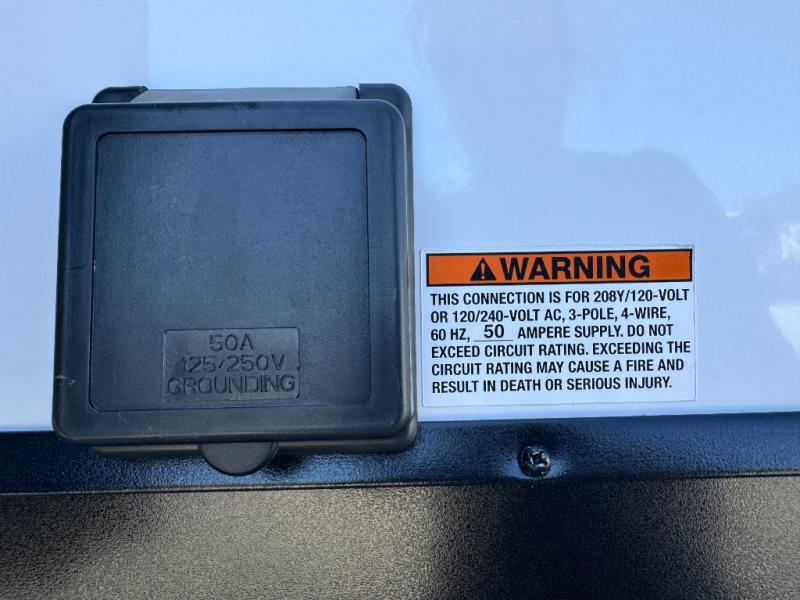 50A
125/250V
GROUNDING
WARNING
THIS CONNECTION IS FOR 208Y/120-VOLT
OR 120/240-VOLT AC, 3-POLE, 4-WIRE,
60 HZ, 50 AMPERE SUPPLY. DO NOT
EXCEED CIRCUIT RATING. EXCEEDING THE
CIRCUIT RATING MAY CAUSE A FIRE AND
RESULT IN DEATH OR SERIOUS INJURY.